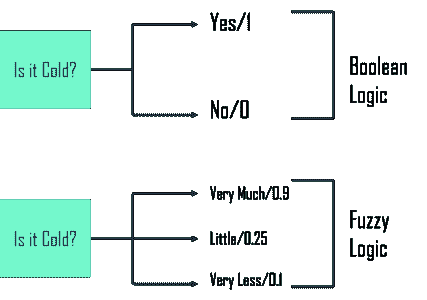 Is it Cold?
Yes/1
No/0
Boolean
Logic
Is it Cold?
Very Much/0.9
Little/0.25
Very Less/0.1
Fuzzy
Logic